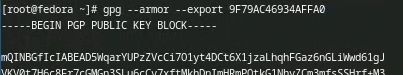 [root@fedora ~]# gpg --armor --export 9F79AC46934AFFA0
-----BEGIN PGP PUBLIC KEY BLOCK-----
mQINBGfIcIABEAD5WqarYUPzZVcCi7O1yt4DCt6X1jzaLhqhFGaz6nGLiWwd61gJ